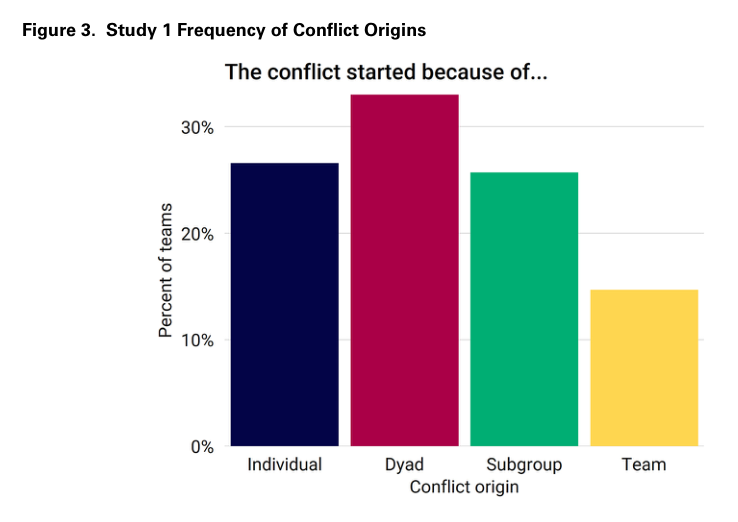 Figure 3. Study 1 Frequency of Conflict Origins
The conflict started because of...
30%
20%
10%
0%
Percent of teams
Individual
Dyad
Subgroup
Team
Conflict origin